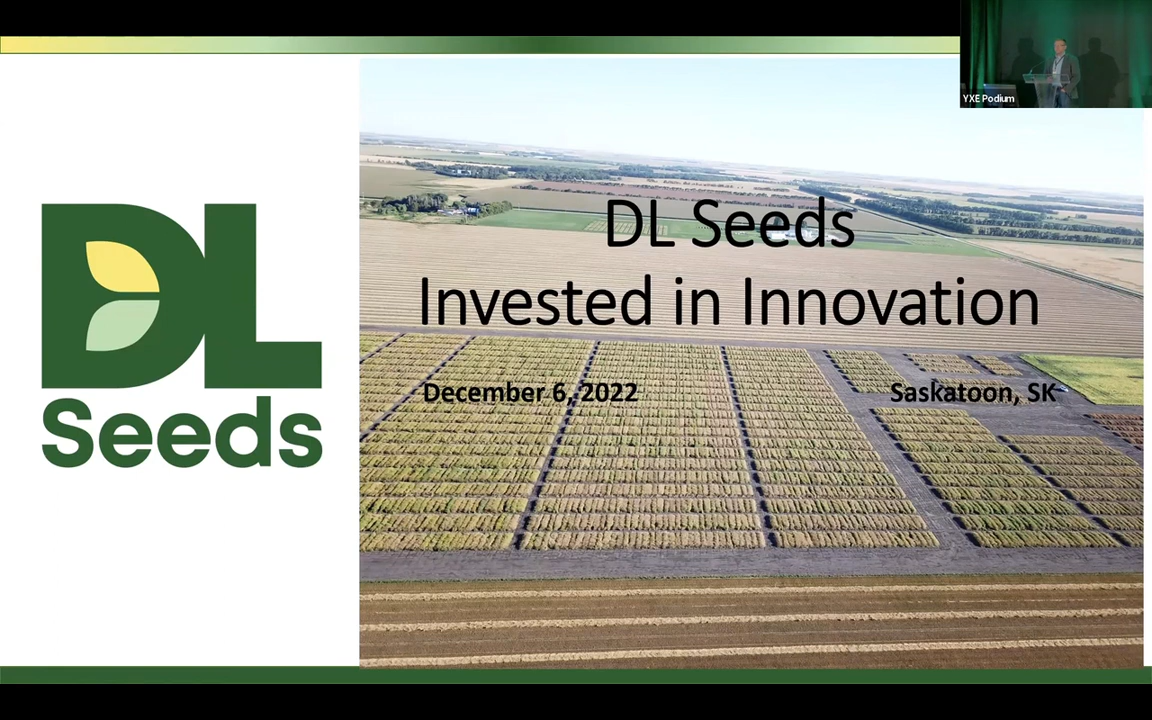 YXE Podium
DL
Seeds
DL Seeds
Invested in Innovation
December 6, 2022
Saskatoon, SK